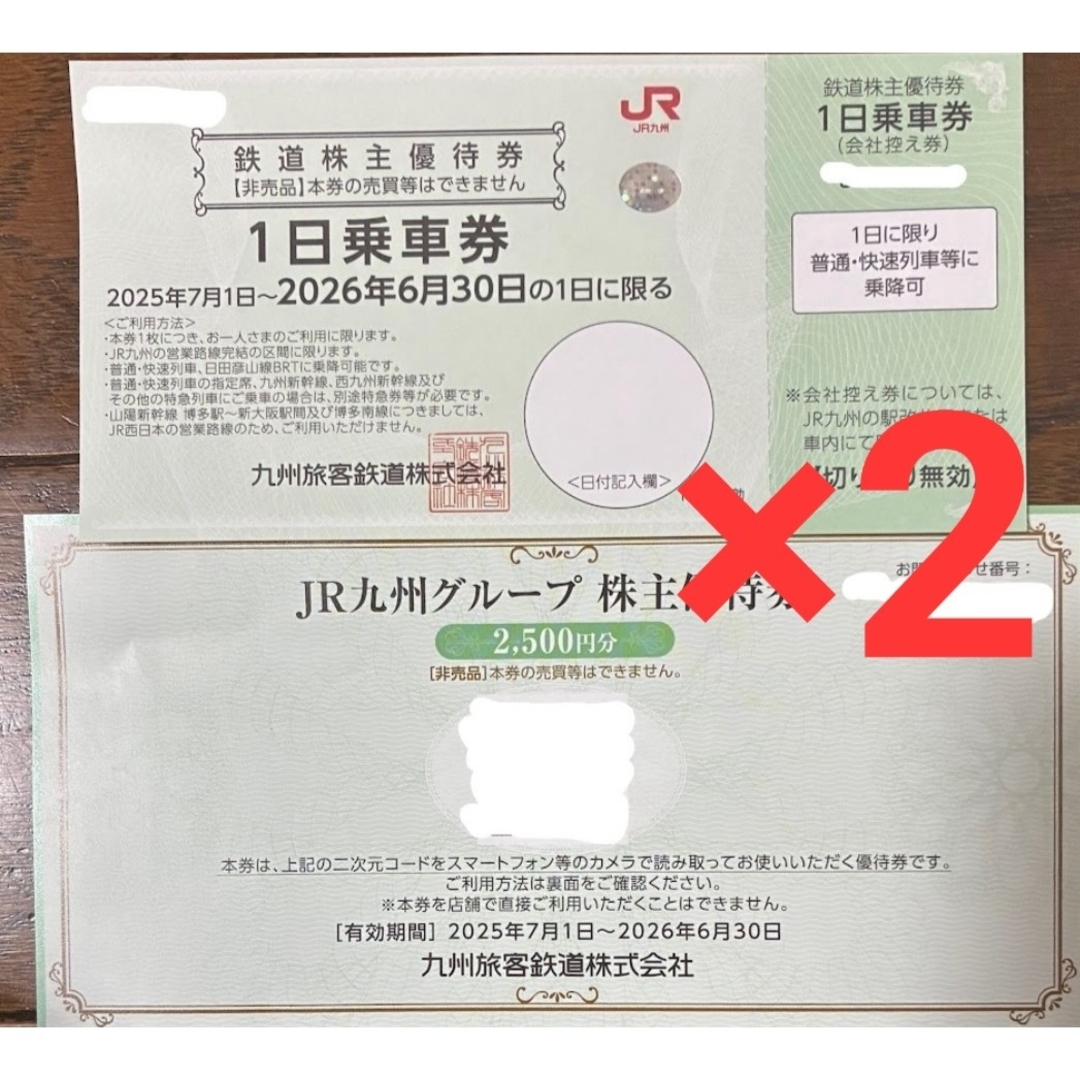 JR
JR九州
鉄道株主優待券
【非売品】本券の売買等はできません
1日乗車券
2025年7月1日~2026年6月30日の1日に限る
<ご利用方法>
・本券1枚につき、お一人さまのご利用に限ります。
・JR九州の営業路線完結の区間に限ります。
・普通・快速列車、日田彦山線BRTに乗降可能です。
・普通・快速列車の指定席、九州新幹線、西九州新幹線及び
その他の特急列車にご乗車の場合は、別途特急券等が必要です。
・山陽新幹線 博多駅~新大阪駅間及び博多南線につきましては、
JR西日本の営業路線のため、ご利用いただけません。
九州旅客鉄道株式会社
<日付記入欄>
鉄道株主優待券
1日乗車券
(会社控え券)
1日に限り
普通・快速列車等に
乗降可
※会社控え券については、
JR九州の駅改
車内にて
切り 無効
×2
JR九州グループ 株主 待
2,500円分
[非売品]本券の売買等はできません。
お問 せ番号:
本券は、上記の二次元コードをスマートフォン等のカメラで読み取ってお使いいただく優待券です。
ご利用方法は裏面をご確認ください。
※本券を店舗で直接ご利用いただくことはできません。
[有効期間] 2025年7月1日~2026年6月30日
九州旅客鉄道株式会社